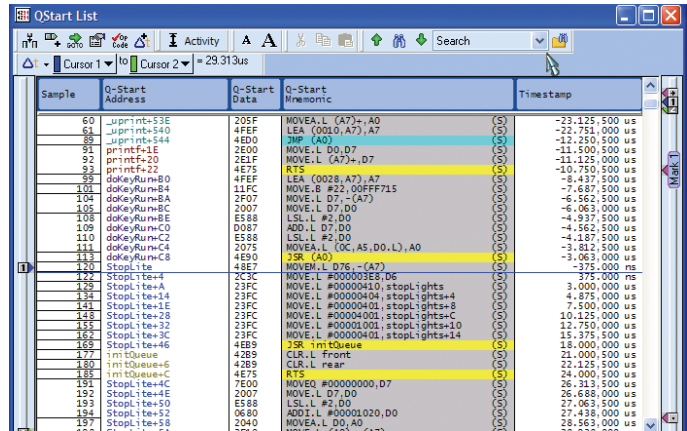 QStart List
GOTO Opt Code Δt Activity A A Search
Δt Cursor 1 to Cursor 2 = 29.313us
Sample Q-Start Address Q-Start Data Q-Start Mnemonic Timestamp
60 _uprint+53E 205F MOVEA.L (A7)+,A0 (S) -23.125,500 us
61 _uprint+540 4FEF LEA (0010,A7),A7 (S) -22.751,000 us
89 _uprint+544 4ED0 JMP (A0) (S) -12.250,500 us
91 printf+1E 2E00 MOVE.L D0,D7 (S) -11.500,500 us
92 printf+20 2E1F MOVE.L (A7)+,D7 (S) -11.125,000 us
93 printf+22 4E75 RTS (S) -10.750,500 us
99 doKeyRun+B0 4FEF LEA (0028,A7),A7 (S) -8.437,500 us
101 doKeyRun+B4 11FC MOVE.B #22,00FFF715 (S) -7.687,500 us
104 doKeyRun+BA 2F07 MOVE.L D7,-(A7) (S) -6.562,500 us
105 doKeyRun+BC 2007 MOVE.L D7,D0 (S) -6.063,000 us
108 doKeyRun+BE E588 LSL.L #2,D0 (S) -4.937,500 us
109 doKeyRun+C0 D087 ADD.L D7,D0 (S) -4.562,500 us
110 doKeyRun+C2 E588 LSL.L #2,D0 (S) -4.187,500 us
111 doKeyRun+C4 2075 MOVEA.L (0C,A5,D0.L),A0 (S) -3.812,500 us
113 doKeyRun+C8 4E90 JSR (A0) (S) -3.063,000 us
1 120 StopLite 48E7 MOVEM.L D76,-(A7) (S) -375.000 ns
122 StopLite+4 2C3C MOVE.L #000003E8,D6 (S) 375.000 ns
129 StopLite+A 23FC MOVE.L #00000410,stopLights (S) 3.000,000 us
134 StopLite+14 23FC MOVE.L #00000404,stopLights+4 (S) 4.875,000 us
141 StopLite+1E 23FC MOVE.L #00000401,stopLights+8 (S) 7.500,000 us
148 StopLite+28 23FC MOVE.L #00004001,stopLights+C (S) 10.125,000 us
155 StopLite+32 23FC MOVE.L #00001001,stopLights+10 (S) 12.750,000 us
162 StopLite+3C 23FC MOVE.L #00000401,stopLights+14 (S) 15.375,500 us
169 StopLite+46 4EB9 JSR initQueue (S) 18.000,000 us
177 initQueue 42B9 CLR.L front (S) 21.000,500 us
180 initQueue+6 42B9 CLR.L rear (S) 22.125,500 us
185 initQueue+C 4E75 RTS (S) 24.000,500 us
191 StopLite+4C 7E00 MOVEQ #00000000,D7 (S) 26.313,500 us
192 StopLite+4E 2007 MOVE.L D7,D0 (S) 26.688,000 us
193 StopLite+50 E588 LSL.L #2,D0 (S) 27.063,500 us
194 StopLite+52 0680 ADDI.L #00001020,D0 (S) 27.438,000 us
197 StopLite+58 2040 MOVEA.L D0,A0 (S) 28.563,000 us
Mark 1